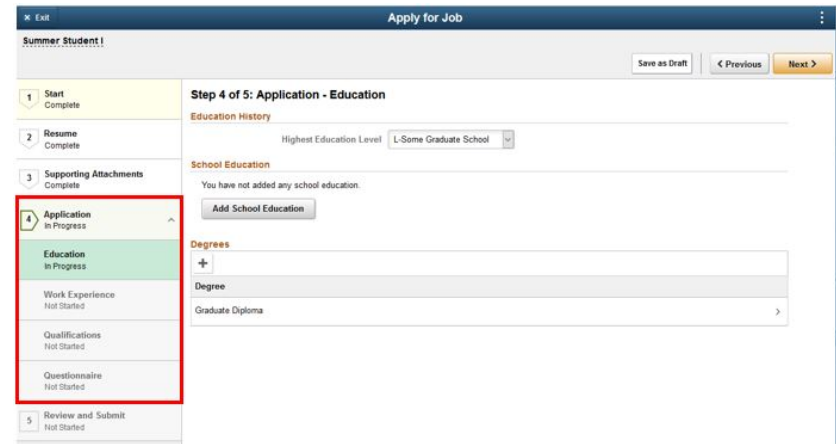 × Exit
Apply for Job
Summer Student I
Save as Draft
< Previous
Next >
1 Start
Complete
2 Resume
Complete
3 Supporting Attachments
Complete
4 Application
In Progress
Education
In Progress
Work Experience
Not Started
Qualifications
Not Started
Questionnaire
Not Started
5 Review and Submit
Not Started
Step 4 of 5: Application - Education
Education History
Highest Education Level L-Some Graduate School
School Education
You have not added any school education.
Add School Education
Degrees
+
Degree
Graduate Diploma >